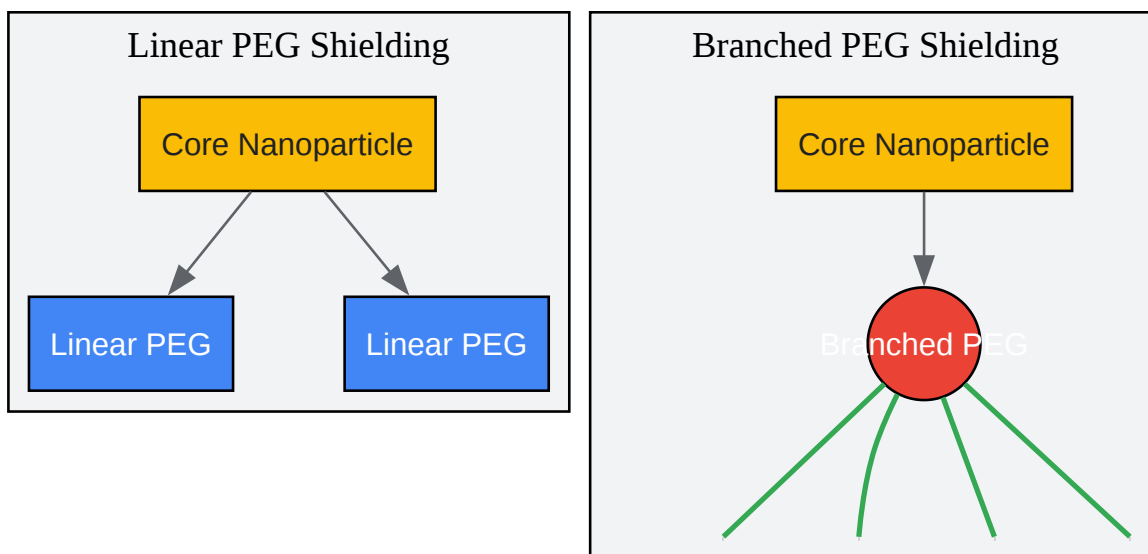 Linear PEG Shielding
Core Nanoparticle
Linear PEG
Linear PEG
Branched PEG Shielding
Core Nanoparticle
Branched PEG